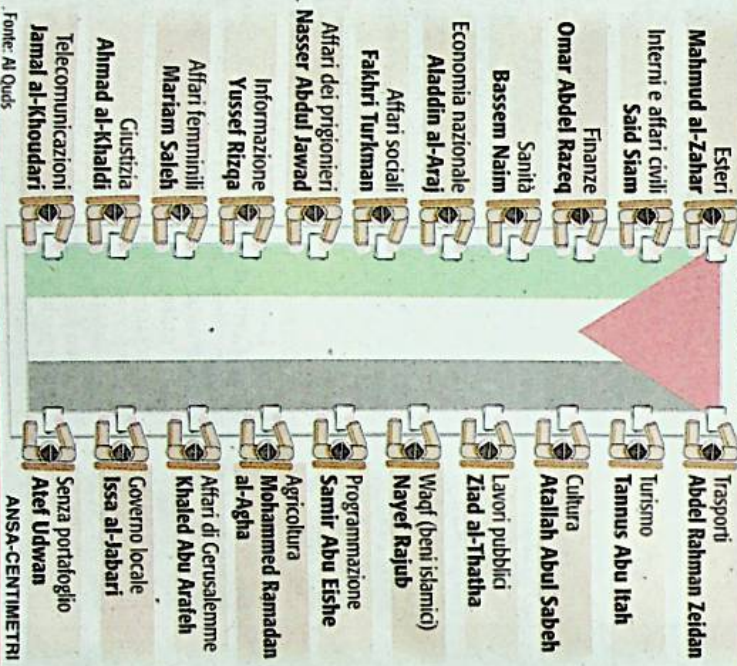 Esteri
Mahmud al-Zahar
Interni e affari civili
Said Siam
Finanze
Omar Abdel Razeq
Sanità
Bassem Naim
Economia nazionale
Aladdin al-Araj
Affari sociali
Fakhri Turkman
Affari dei prigionieri
Nasser Abdul Jawad
Informazione
Yussef Rizqa
Affari femminili
Mariam Saleh
Giustizia
Ahmad al-Khaldi
Telecomunicazioni
Jamal al-Khoudari
Trasporti
Abdel Rahman Zeidan
Turismo
Tannus Abu Itah
Cultura
Atallah Abul Sabeh
Lavori pubblici
Ziad al-Thatha
Waqf (beni islamici)
Nayef Rajub
Programmazione
Samir Abu Eishe
Agricoltura
Mohammed Ramadan
al-Agha
Affari di Gerusalemme
Khaled Abu Arafeh
Governo locale
Issa al-Jabari
Senza portafoglio
Atef Udwan
Fonte: Al Quds
ANSA-CENTIMETRI